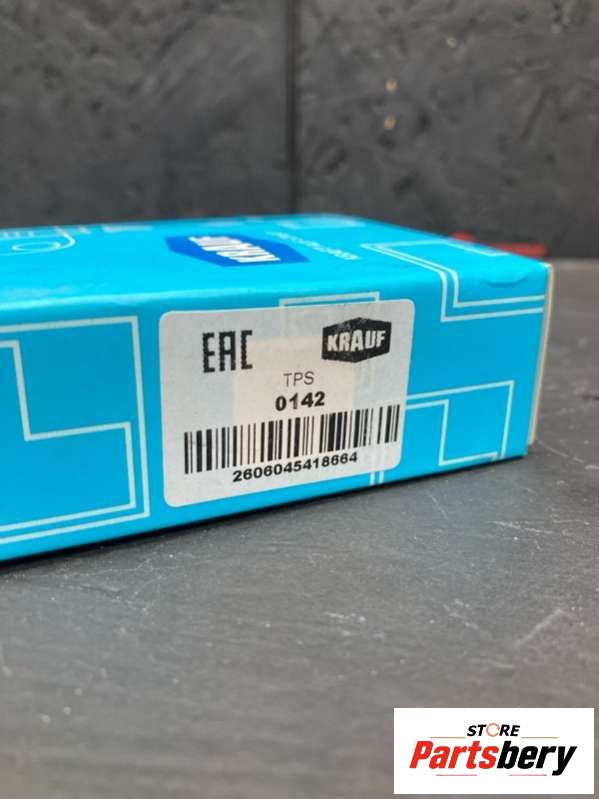 KRAUF
EAC
KRAUF
TPS
0142
2606045418664
STORE
Partsbery